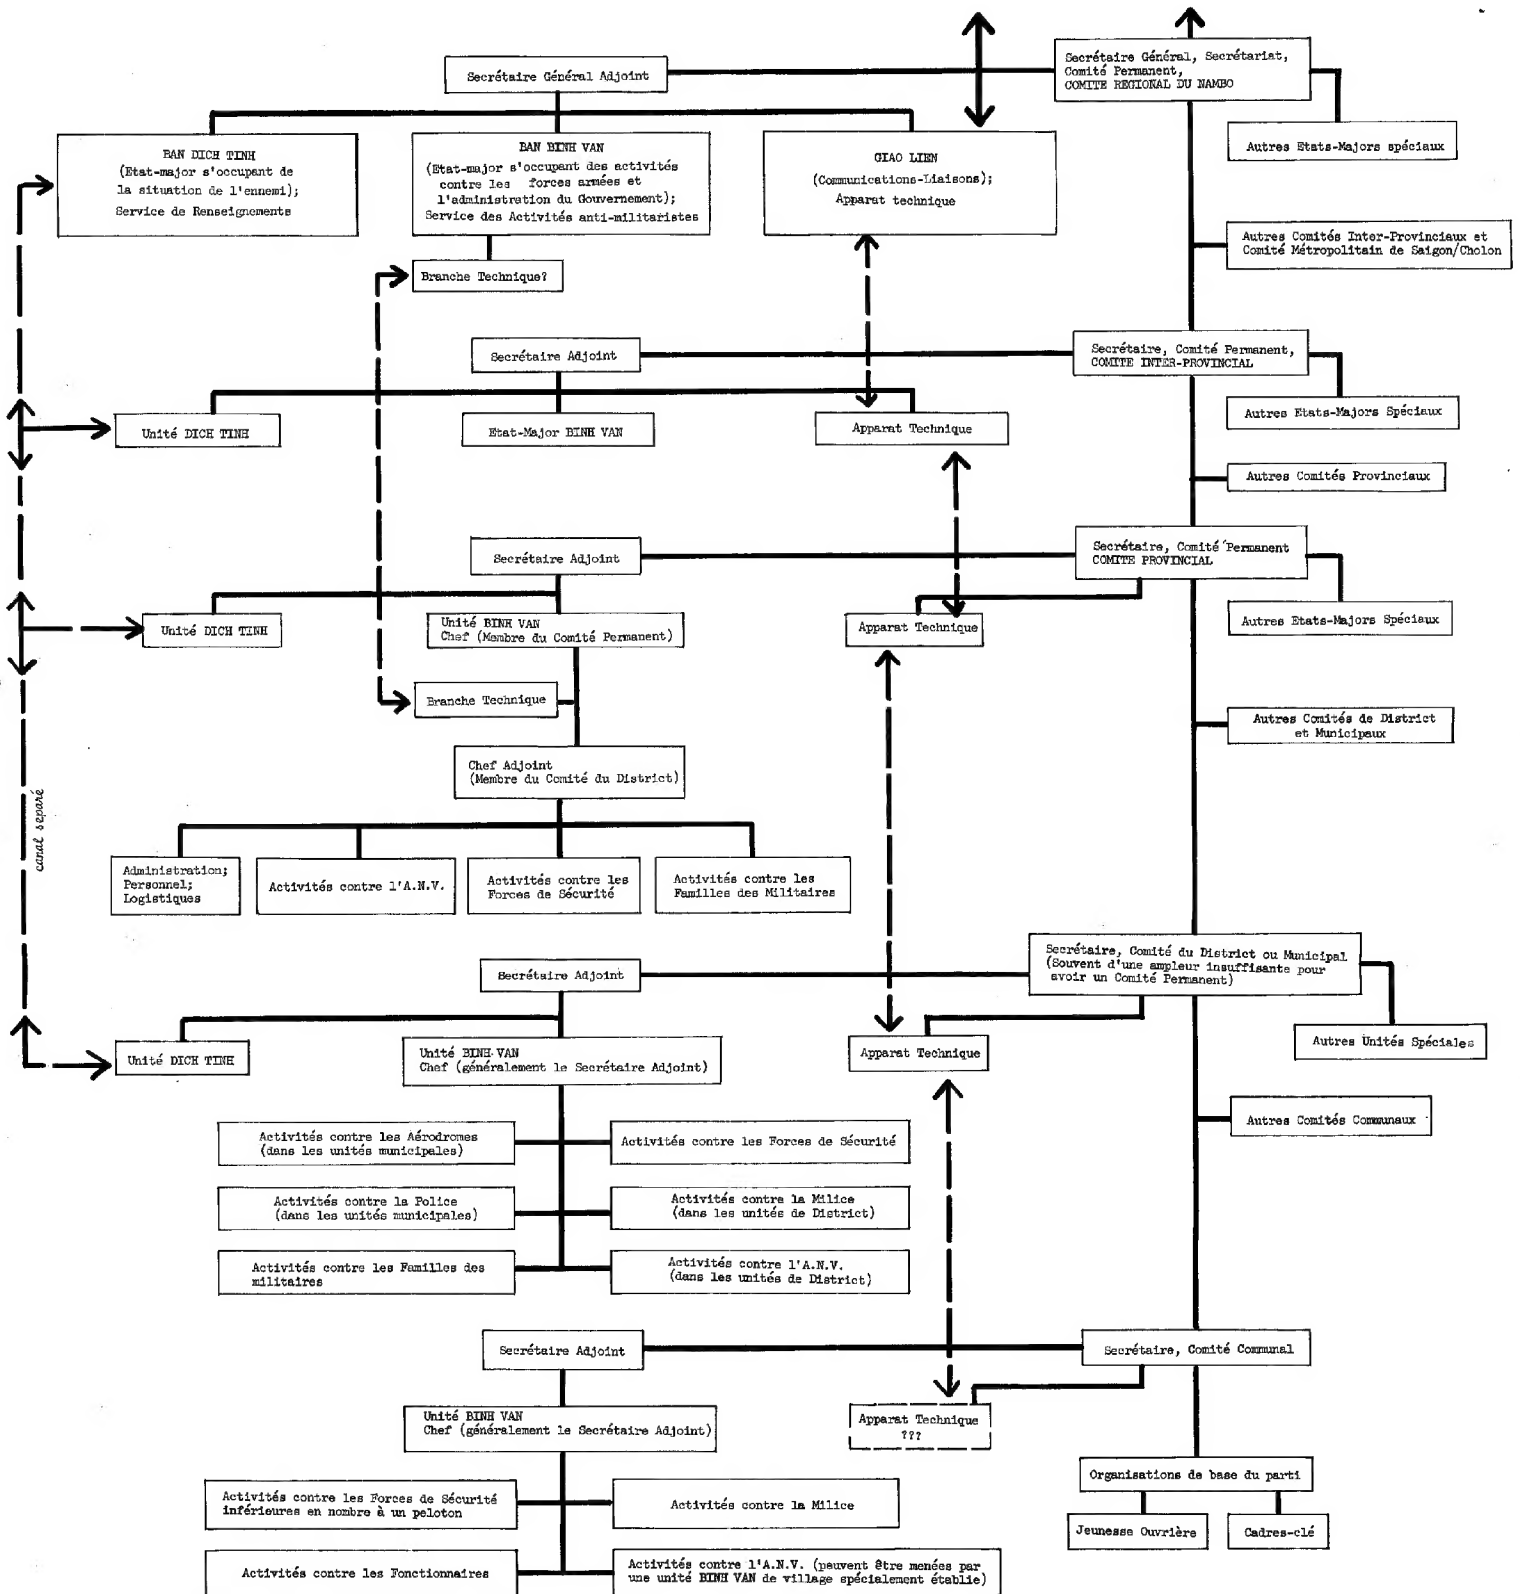 Secrétaire Général Adjoint
Secrétaire Général, Secrétariat,
Comité Permanent,
COMITE REGIONAL DU NAMBO
Autres Etats-Majors spéciaux
BAN DICH TINH
(Etat-major s'occupant de
la situation de l'ennemi);
Service de Renseignements
BAN BINH VAN
(Etat-major s'occupant des activités
contre les forces armées et
l'administration du Gouvernement);
Service des Activités anti-militaristes
GIAO LIEN
(Communications-Liaisons);
Apparat technique
Autres Comités Inter-Provinciaux et
Comité Métropolitain de Saigon/Cholon
Branche Technique?
Secrétaire Adjoint
Secrétaire, Comité Permanent,
COMITE INTER-PROVINCIAL
Autres Etats-Majors Spéciaux
Unité DICH TINH
Etat-Major BINH VAN
Apparat Technique
Autres Comités Provinciaux
Secrétaire Adjoint
Secrétaire, Comité Permanent
COMITE PROVINCIAL
Autres Etats-Majors Spéciaux
Unité DICH TINH
Unité BINH VAN
Chef (Membre du Comité Permanent)
Apparat Technique
Branche Technique
Autres Comités de District
et Municipaux
Chef Adjoint
(Membre du Comité du District)
canal séparé
Administration;
Personnel;
Logistiques
Activités contre l'A.N.V.
Activités contre les
Forces de Sécurité
Activités contre les
Familles des Militaires
Secrétaire Adjoint
Secrétaire, Comité du District ou Municipal
(Souvent d'une ampleur insuffisante pour
avoir un Comité Permanent)
Autres Unités Spéciales
Unité DICH TINH
Unité BINH VAN
Chef (généralement le Secrétaire Adjoint)
Apparat Technique
Autres Comités Communaux
Activités contre les Aérodromes
(dans les unités municipales)
Activités contre les Forces de Sécurité
Activités contre la Police
(dans les unités municipales)
Activités contre la Milice
(dans les unités de District)
Activités contre les Familles des
militaires
Activités contre l'A.N.V.
(dans les unités de District)
Secrétaire Adjoint
Secrétaire, Comité Communal
Unité BINH VAN
Chef (généralement le Secrétaire Adjoint)
Apparat Technique
???
Organisations de base du parti
Jeunesse Ouvrière
Cadres-clé
Activités contre les Forces de Sécurité
inférieures en nombre à un peloton
Activités contre la Milice
Activités contre les Fonctionnaires
Activités contre l'A.N.V. (peuvent être menées par
une unité BINH VAN de village spécialement établie)